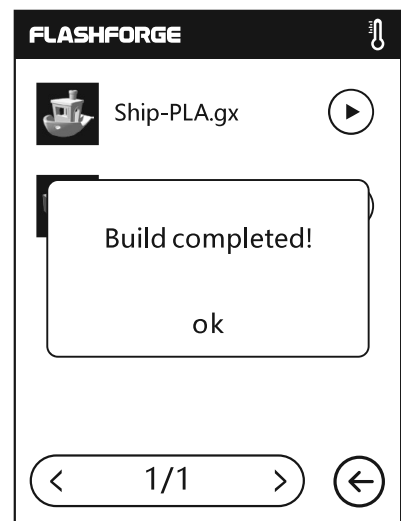 FLASHFORGE
Ship-PLA.gx
Build completed!
ok
1/1